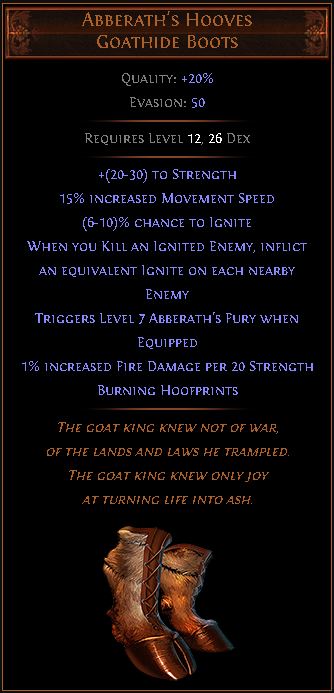 Abberath's Hooves
Goathide Boots
Quality: +20%
Evasion: 50
Requires Level 12, 26 Dex
+(20-30) to Strength
15% increased Movement Speed
(6-10)% chance to Ignite
When you Kill an Ignited Enemy, inflict
an equivalent Ignite on each nearby
Enemy
Triggers Level 7 Abberath's Fury when
Equipped
1% increased Fire Damage per 20 Strength
Burning Hoofprints
The goat king knew not of war,
of the lands and laws he trampled.
The goat king knew only joy
at turning life into ash.